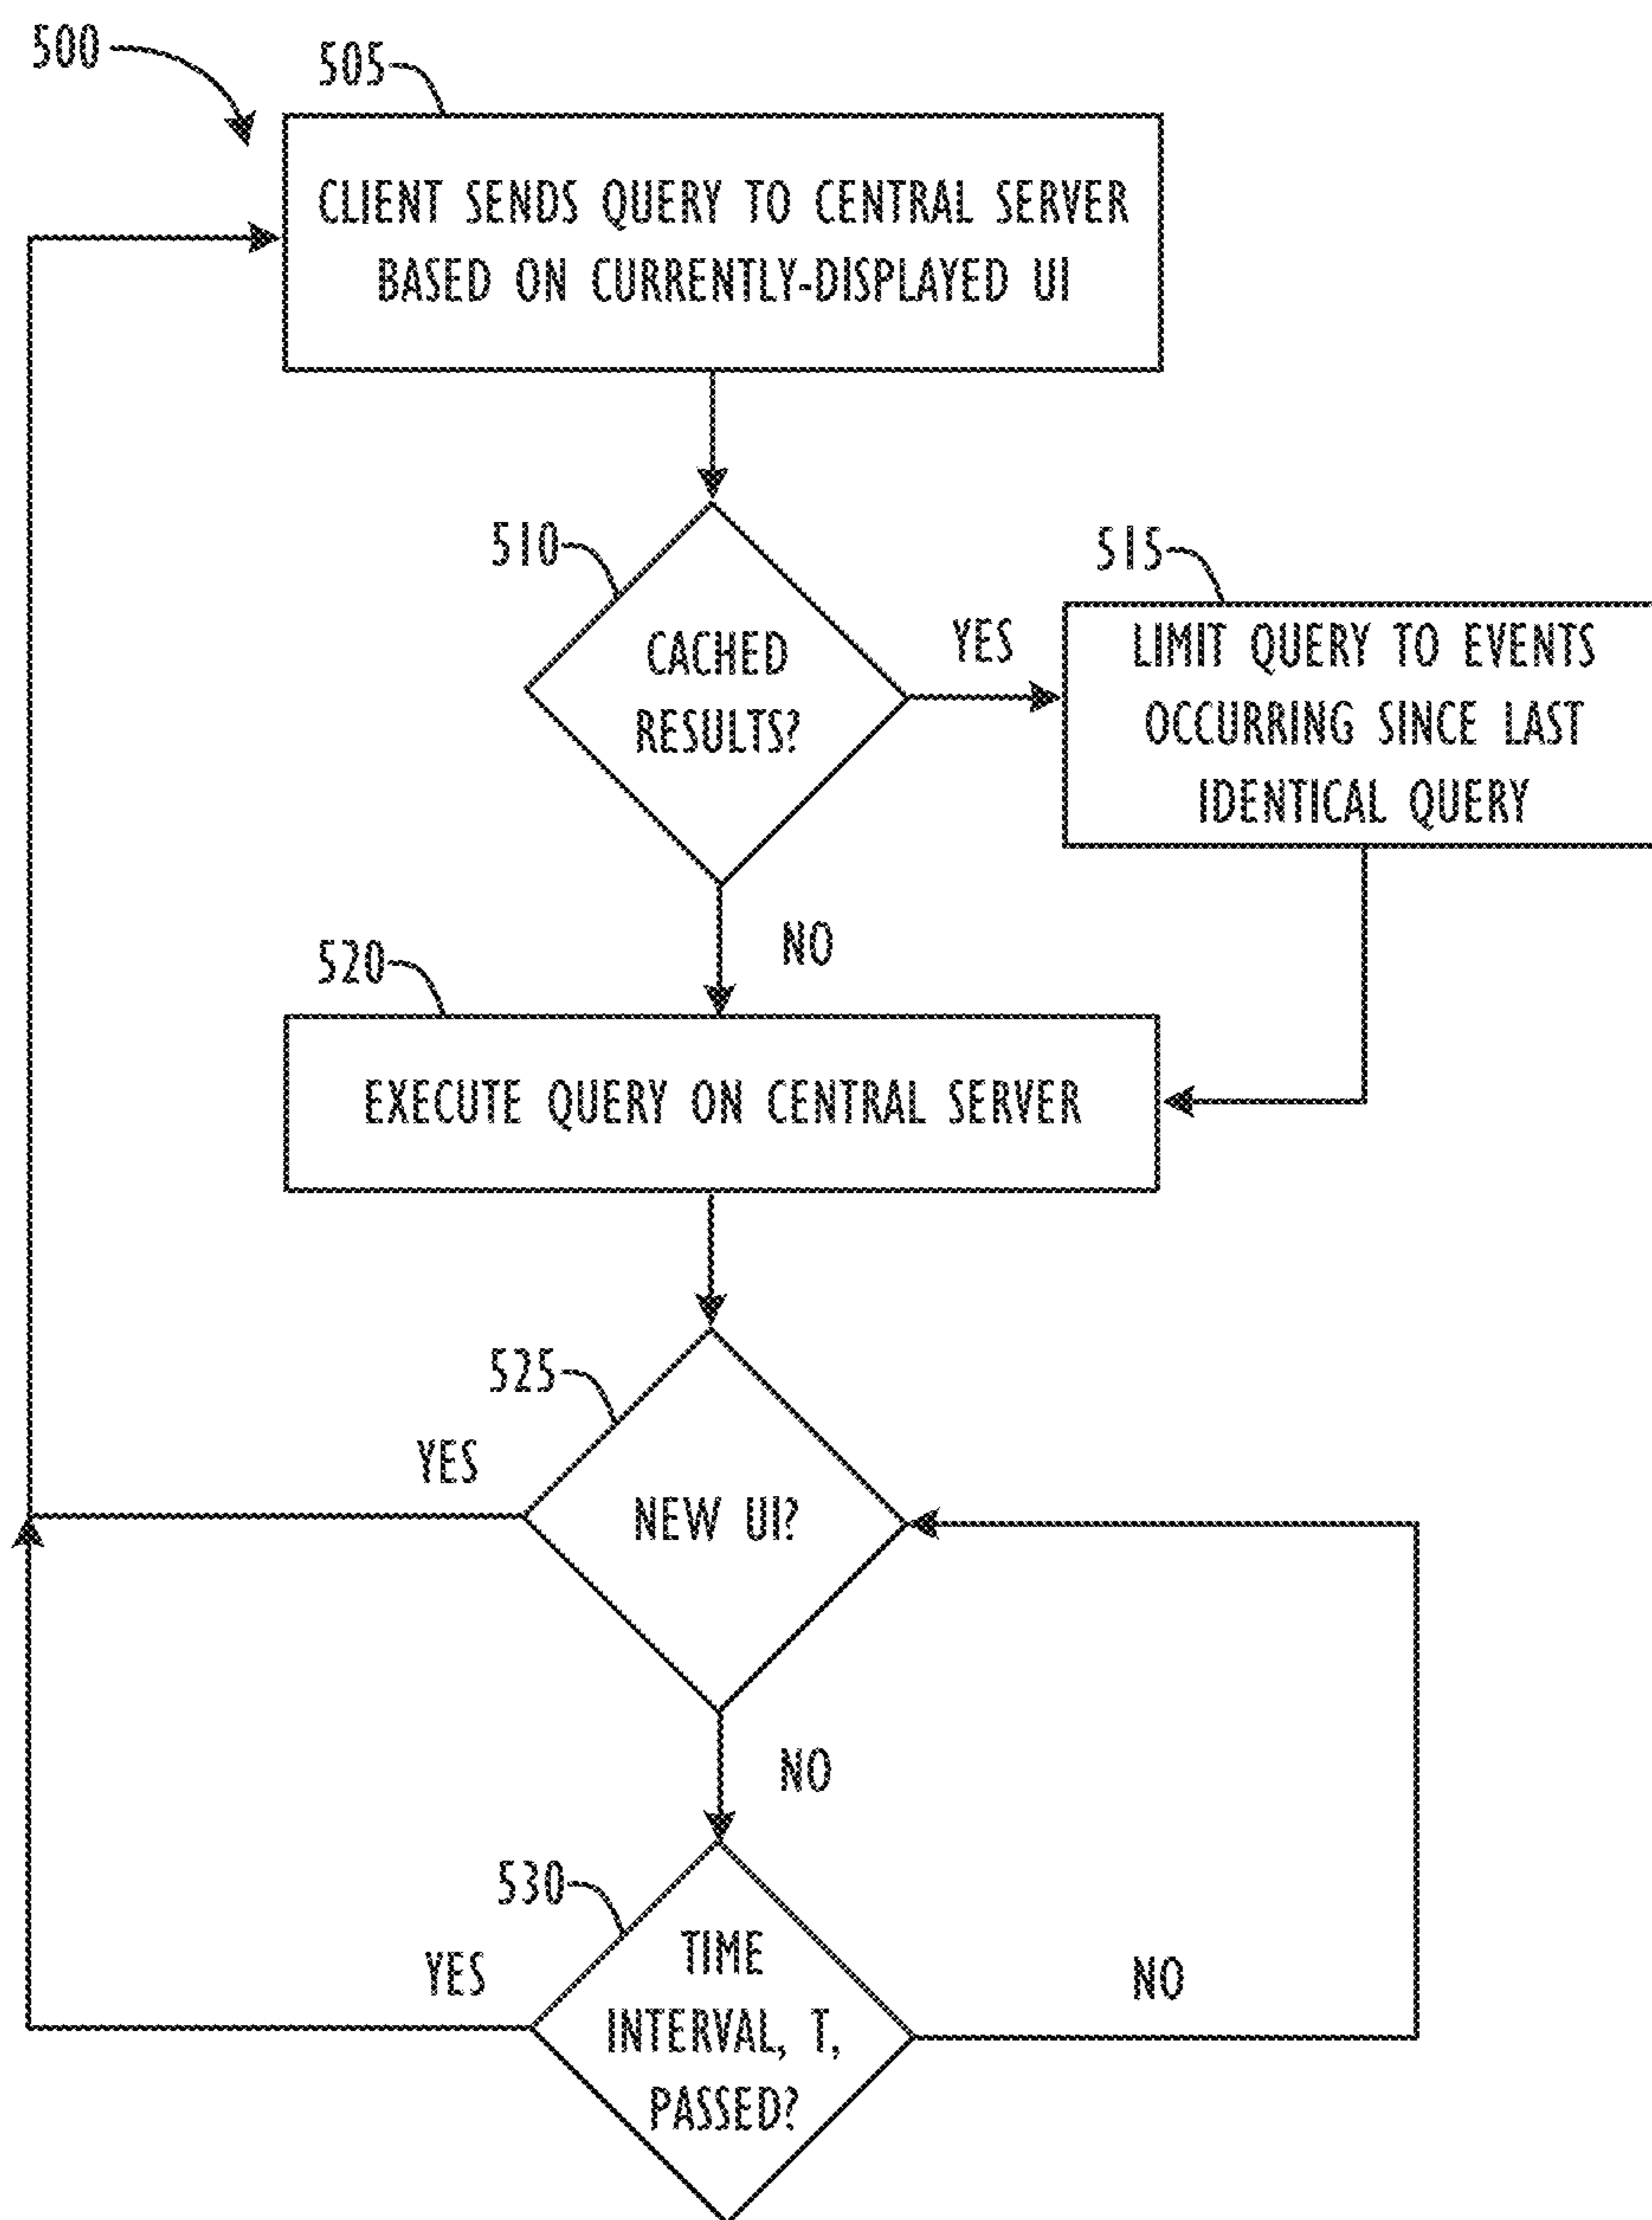 500
505
CLIENT SENDS QUERY TO CENTRAL SERVER
BASED ON CURRENTLY-DISPLAYED UI
510
CACHED
RESULTS?
YES
515
LIMIT QUERY TO EVENTS
OCCURRING SINCE LAST
IDENTICAL QUERY
NO
520
EXECUTE QUERY ON CENTRAL SERVER
525
YES
NEW UI?
NO
530
YES
TIME
INTERVAL, T,
PASSED?
NO